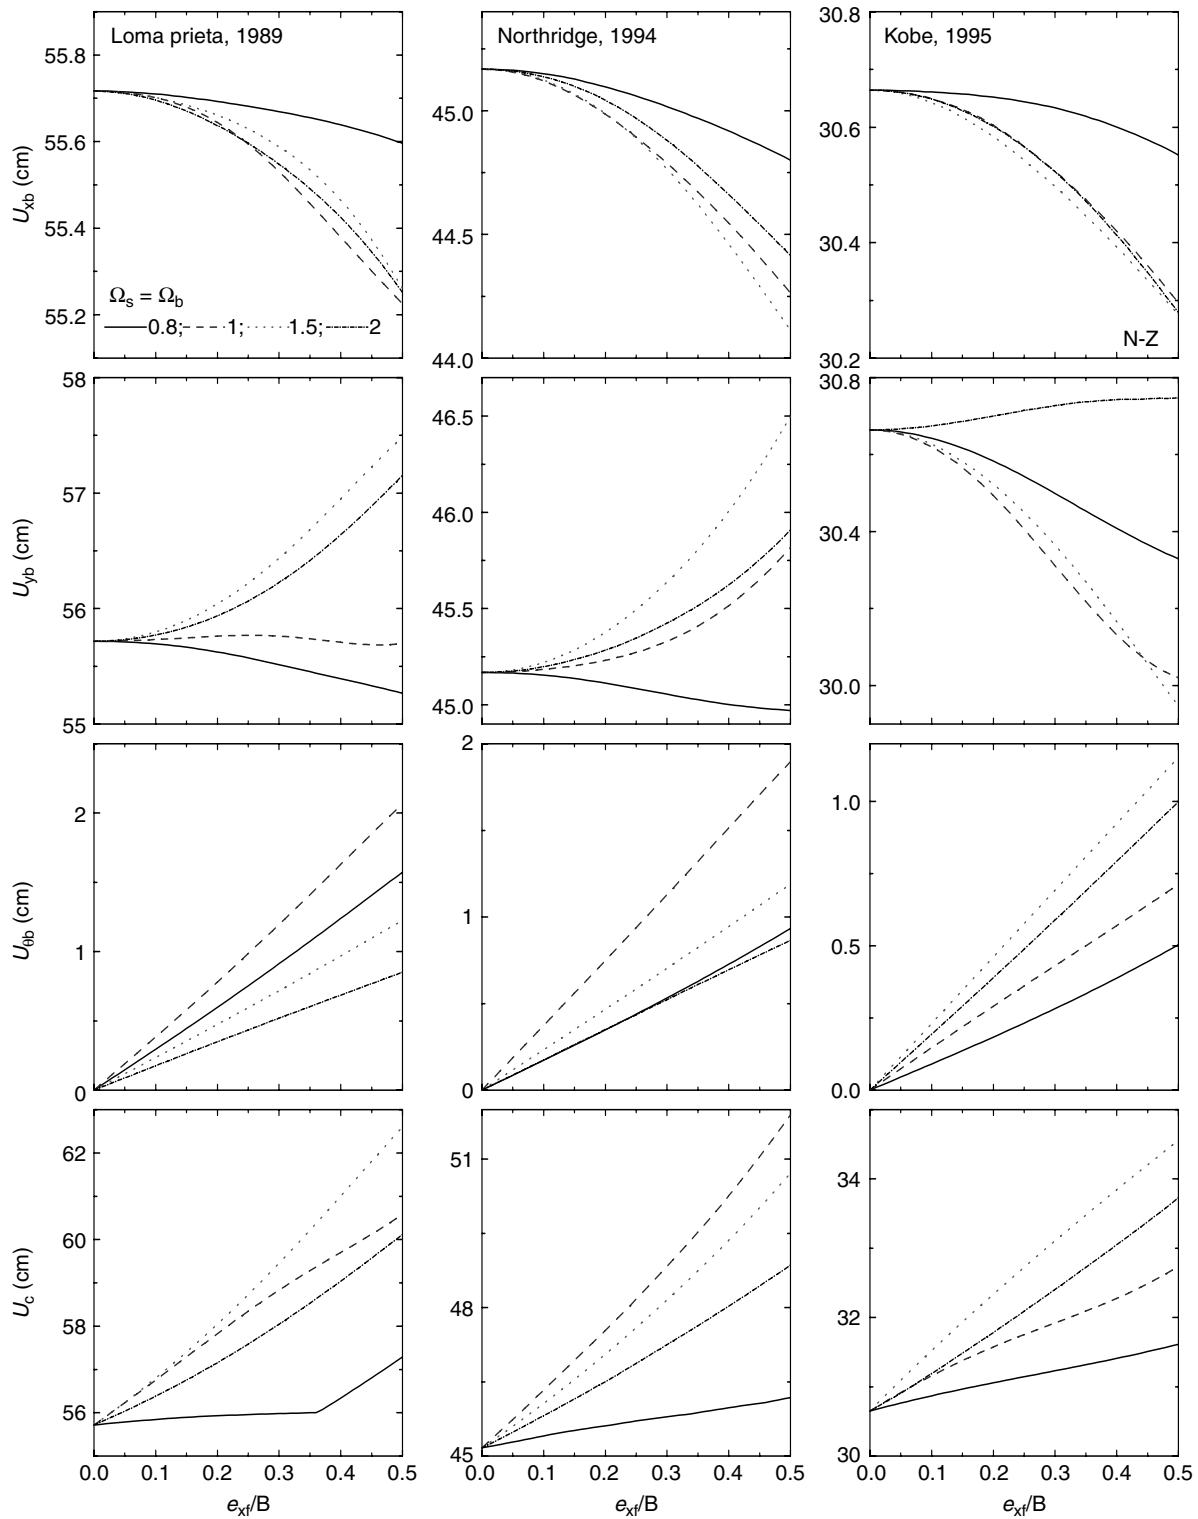 Loma prieta, 1989
Northridge, 1994
Kobe, 1995
55.8
55.6
55.4
55.2
U_xb (cm)
Ω_s = Ω_b
0.8; 1; 1.5; 2
45.0
44.5
44.0
30.8
30.6
30.4
30.2
N-Z
58
57
56
55
U_yb (cm)
46.5
46.0
45.5
45.0
30.8
30.4
30.0
2
1
0
U_θb (cm)
2
1
0
1.0
0.5
0.0
62
60
58
56
U_c (cm)
51
48
45
34
32
30
0.0 0.1 0.2 0.3 0.4 0.5
0.0 0.1 0.2 0.3 0.4 0.5
0.0 0.1 0.2 0.3 0.4 0.5
e_xf/B
e_xf/B
e_xf/B